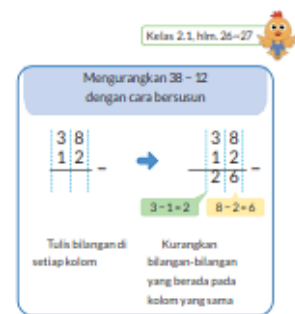 Kelas 2.1, hlm. 26~27
Mengurangkan 38 − 12
dengan cara bersusun
3 8
1 2
−
3 8
1 2
−
2 6
3−1=2
8−2=6
Tulis bilangan di
setiap kolom
Kurangkan
bilangan-bilangan
yang berada pada
kolom yang sama